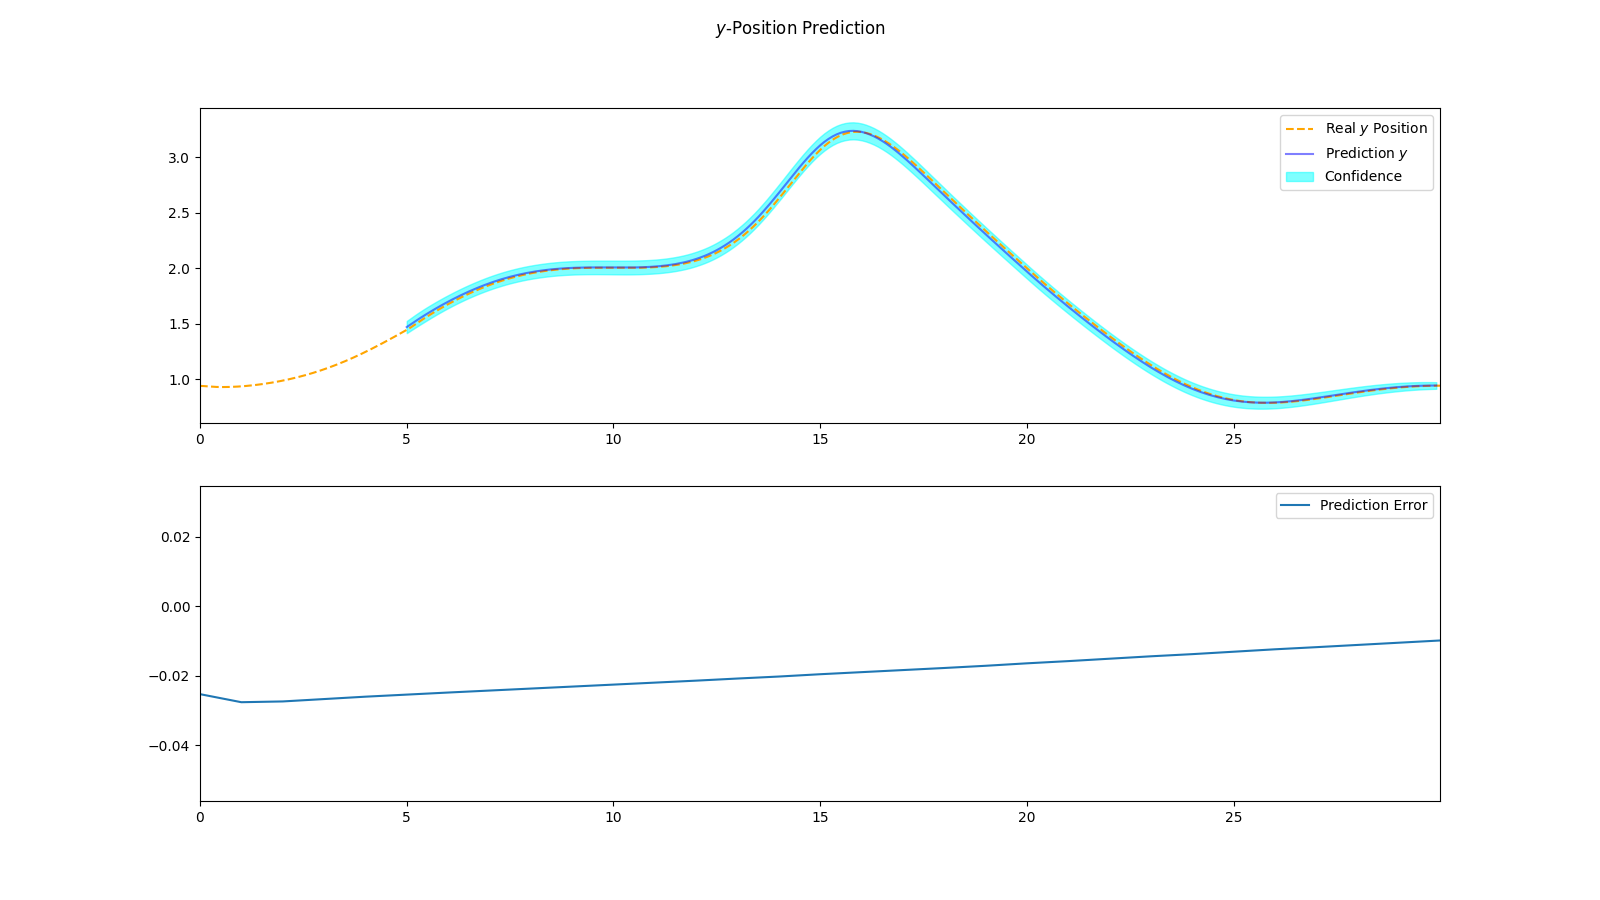 y-Position Prediction
3.0
2.5
2.0
1.5
1.0
Real y Position
Prediction y
Confidence
0 5 10 15 20 25
0.02
0.00
−0.02
−0.04
Prediction Error
0 5 10 15 20 25